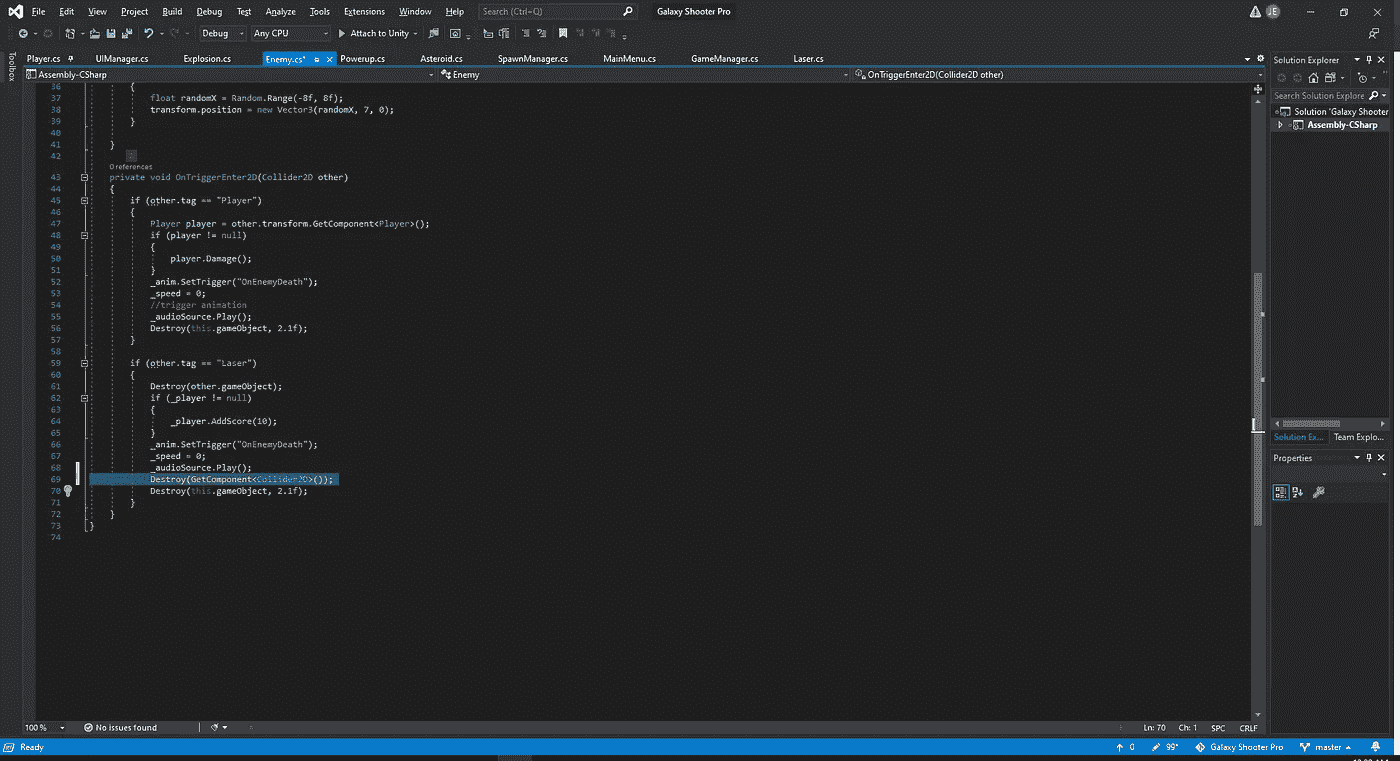 File Edit View Project Build Debug Test Analyze Tools Extensions Window Help Search (Ctrl+Q) Galaxy Shooter Pro JE
Debug Any CPU Attach to Unity
Toolbox
Player.cs UIManager.cs Explosion.cs Enemy.cs* Powerup.cs Asteroid.cs SpawnManager.cs MainMenu.cs GameManager.cs Laser.cs
Assembly-CSharp Enemy OnTriggerEnter2D(Collider2D other)
36 {
37 float randomX = Random.Range(-8f, 8f);
38 transform.position = new Vector3(randomX, 7, 0);
39 }
40
41 }
42
0 references
43 private void OnTriggerEnter2D(Collider2D other)
44 {
45 if (other.tag == "Player")
46 {
47 Player player = other.transform.GetComponent<Player>();
48 if (player != null)
49 {
50 player.Damage();
51 }
52 _anim.SetTrigger("OnEnemyDeath");
53 _speed = 0;
54 //trigger animation
55 _audioSource.Play();
56 Destroy(this.gameObject, 2.1f);
57 }
58
59 if (other.tag == "Laser")
60 {
61 Destroy(other.gameObject);
62 if (_player != null)
63 {
64 _player.AddScore(10);
65 }
66 _anim.SetTrigger("OnEnemyDeath");
67 _speed = 0;
68 _audioSource.Play();
69 Destroy(GetComponent<Collider2D>());
70 Destroy(this.gameObject, 2.1f);
71 }
72 }
73 }
74
Solution Explorer
Search Solution Explore
Solution 'Galaxy Shooter
Assembly-CSharp
Solution Ex... Team Explo...
Properties
100 % No issues found Ln: 70 Ch: 1 SPC CRLF
Ready 0 99* Galaxy Shooter Pro master